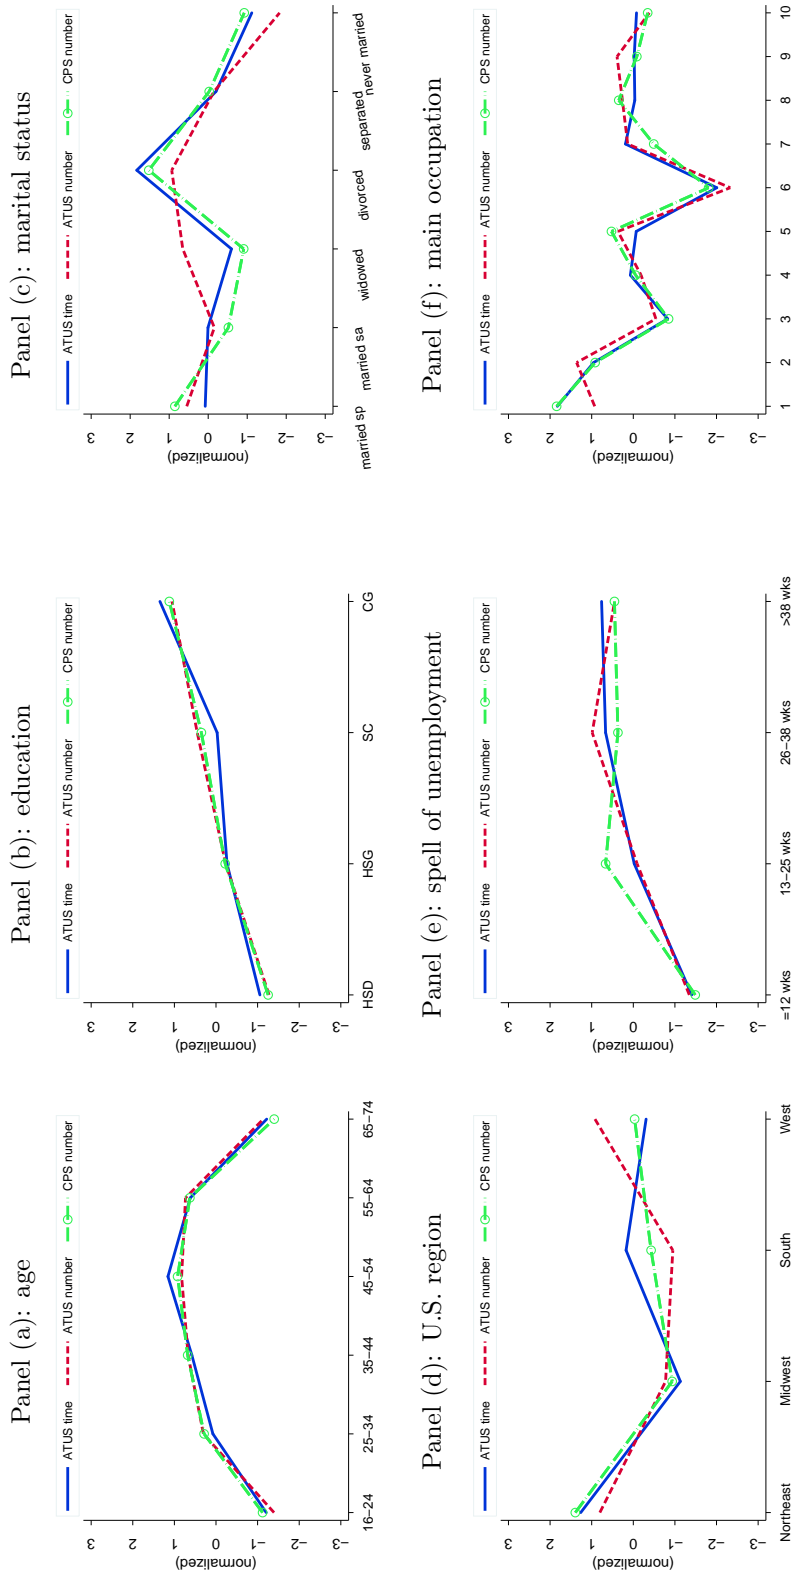 Panel (a): age
ATUS time ATUS number CPS number
3
2
1
0
−1
−2
−3
(normalized)
16−24 25−34 35−44 45−54 55−64 65−74
Panel (b): education
ATUS time ATUS number CPS number
3
2
1
0
−1
−2
−3
(normalized)
HSD HSG SC CG
Panel (c): marital status
ATUS time ATUS number CPS number
3
2
1
0
−1
−2
−3
(normalized)
married sp married sa widowed divorced separated never married
Panel (d): U.S. region
ATUS time ATUS number CPS number
3
2
1
0
−1
−2
−3
(normalized)
Northeast Midwest South West
Panel (e): spell of unemployment
ATUS time ATUS number CPS number
3
2
1
0
−1
−2
−3
(normalized)
=12 wks 13−25 wks 26−38 wks >38 wks
Panel (f): main occupation
ATUS time ATUS number CPS number
3
2
1
0
−1
−2
−3
(normalized)
1 2 3 4 5 6 7 8 9 10